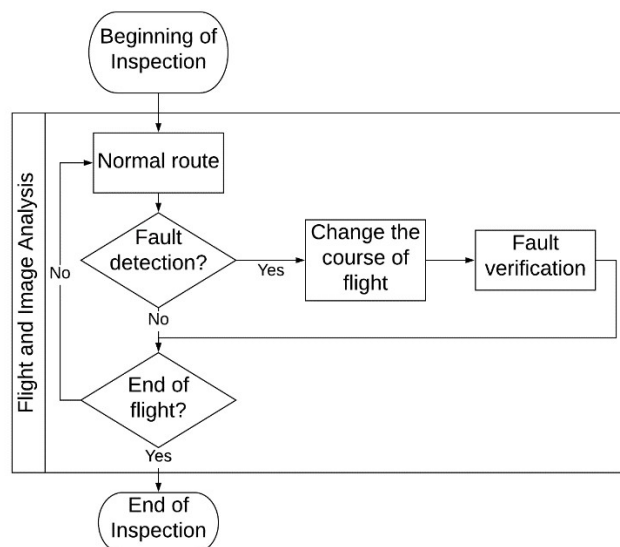 Beginning of
Inspection
Flight and Image Analysis
Normal route
Fault
detection?
Yes
Change the
course of
flight
Fault
verification
No
No
End of
flight?
Yes
End of
Inspection